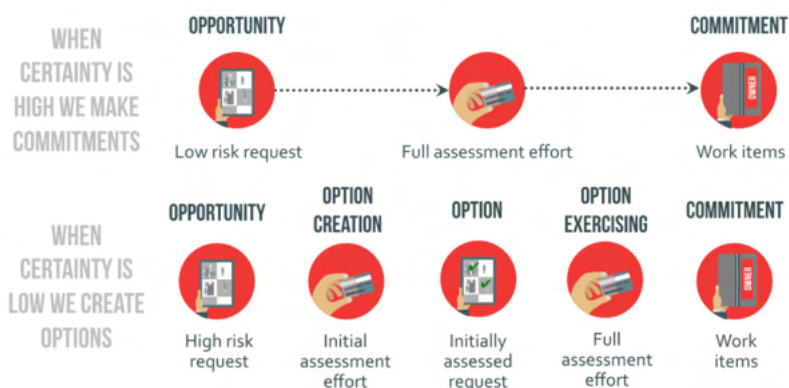 WHEN
CERTAINTY IS
HIGH WE MAKE
COMMITMENTS
OPPORTUNITY
COMMITMENT
OWNER
Low risk request
Full assessment effort
Work items
WHEN
CERTAINTY IS
LOW WE CREATE
OPTIONS
OPPORTUNITY
OPTION
CREATION
OPTION
OPTION
EXERCISING
COMMITMENT
OWNER
High risk
request
Initial
assessment
effort
Initially
assessed
request
Full
assessment
effort
Work
items